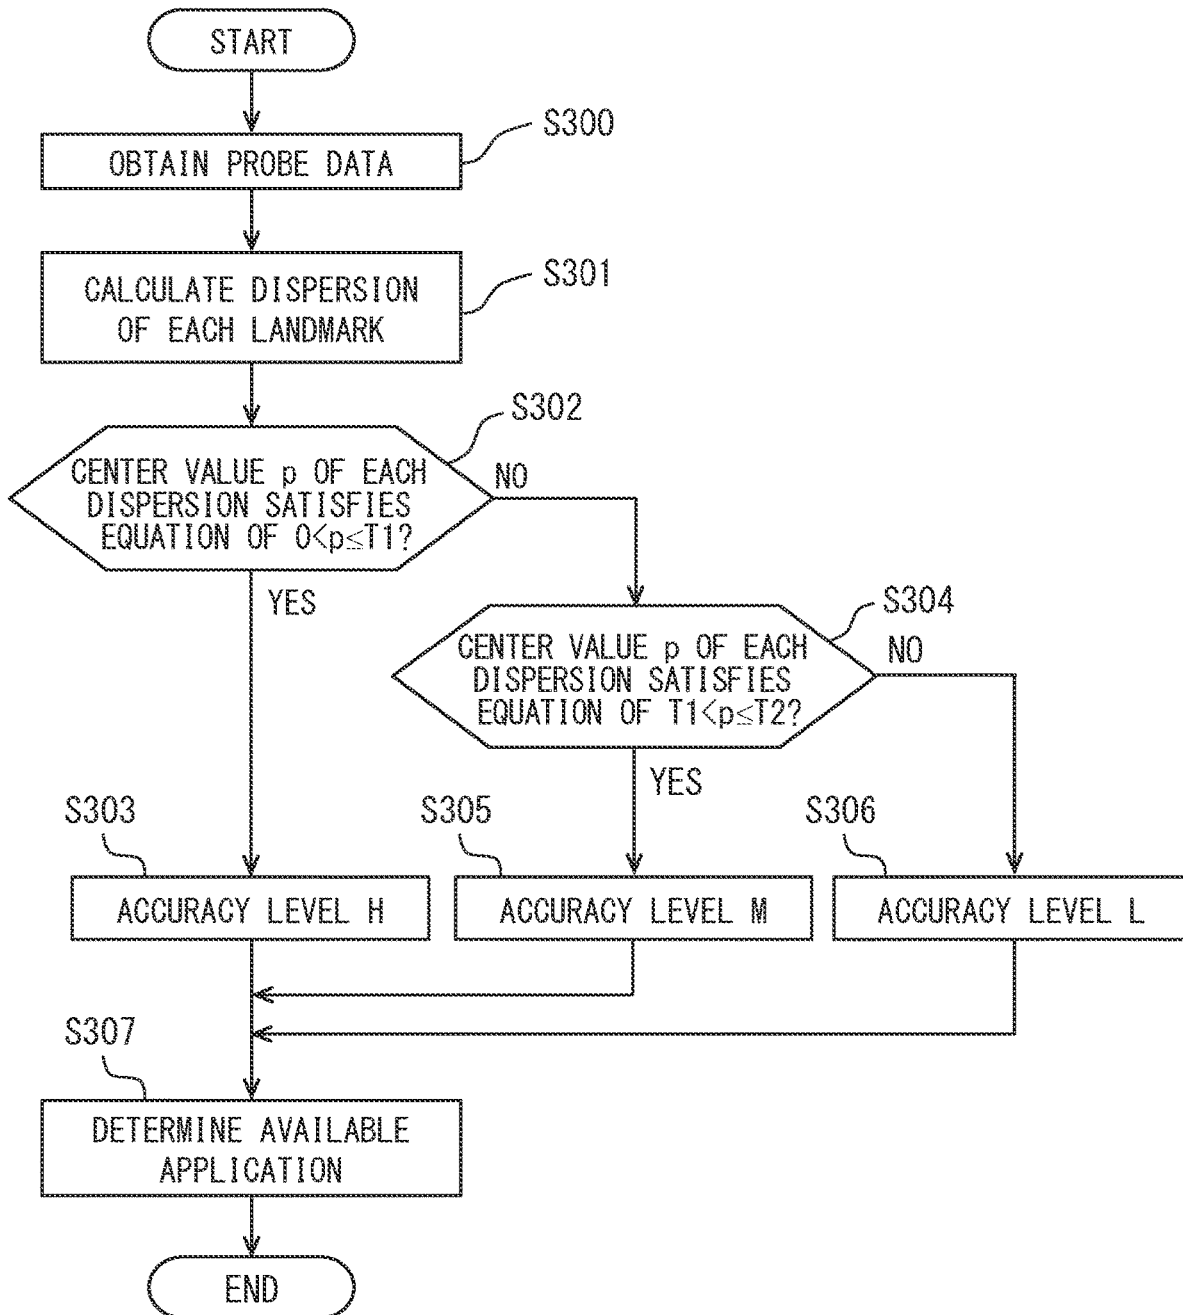 START
S300
OBTAIN PROBE DATA
S301
CALCULATE DISPERSION
OF EACH LANDMARK
S302
CENTER VALUE p OF EACH
DISPERSION SATISFIES
EQUATION OF 0<p≤T1?
NO
YES
S304
CENTER VALUE p OF EACH
DISPERSION SATISFIES
EQUATION OF T1<p≤T2?
NO
YES
S303
S305
S306
ACCURACY LEVEL H
ACCURACY LEVEL M
ACCURACY LEVEL L
S307
DETERMINE AVAILABLE
APPLICATION
END